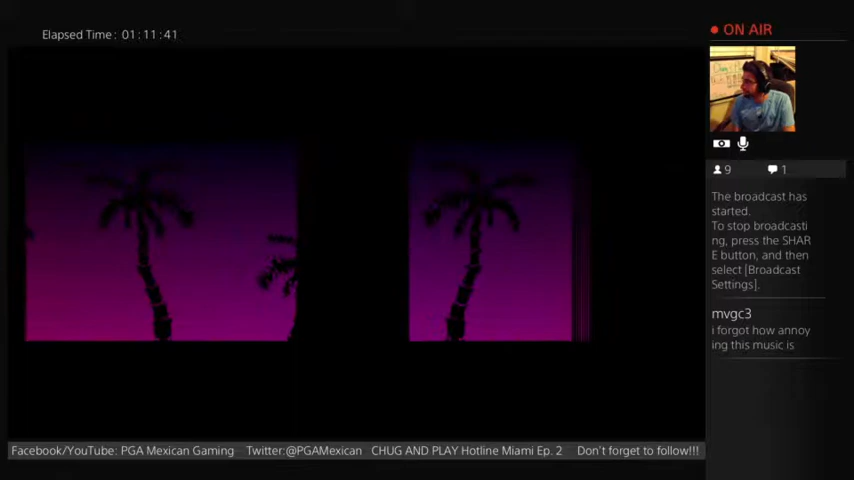 Elapsed Time: 01:11:41
ON AIR
9
1
The broadcast has
started.
To stop broadcasti
ng, press the SHAR
E button, and then
select [Broadcast
Settings].
mvgc3
i forgot how annoy
ing this music is
Facebook/YouTube: PGA Mexican Gaming Twitter:@PGAMexican CHUG AND PLAY Hotline Miami Ep. 2 Don't forget to follow!!!